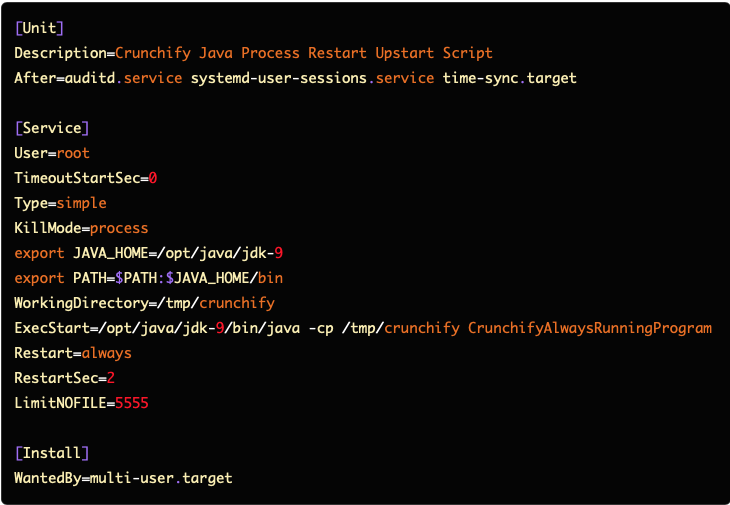 [Unit]
Description=Crunchify Java Process Restart Upstart Script
After=auditd.service systemd-user-sessions.service time-sync.target
[Service]
User=root
TimeoutStartSec=0
Type=simple
KillMode=process
export JAVA_HOME=/opt/java/jdk-9
export PATH=$PATH:$JAVA_HOME/bin
WorkingDirectory=/tmp/crunchify
ExecStart=/opt/java/jdk-9/bin/java -cp /tmp/crunchify CrunchifyAlwaysRunningProgram
Restart=always
RestartSec=2
LimitNOFILE=5555
[Install]
WantedBy=multi-user.target